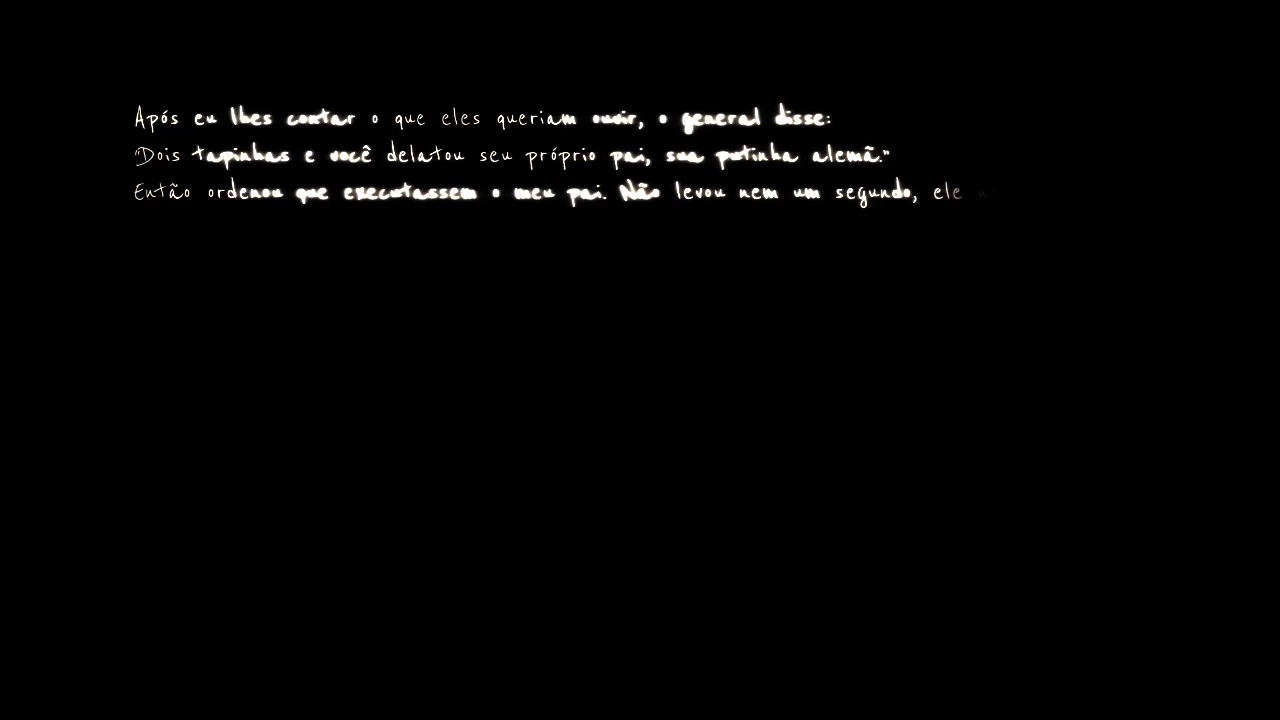 Após eu lhes contar o que eles queriam ouvir, o general disse:
"Dois tapinhas e você delatou seu próprio pai, sua putinha alemã."
Então ordenou que executassem o meu pai. Não levou nem um segundo, ele